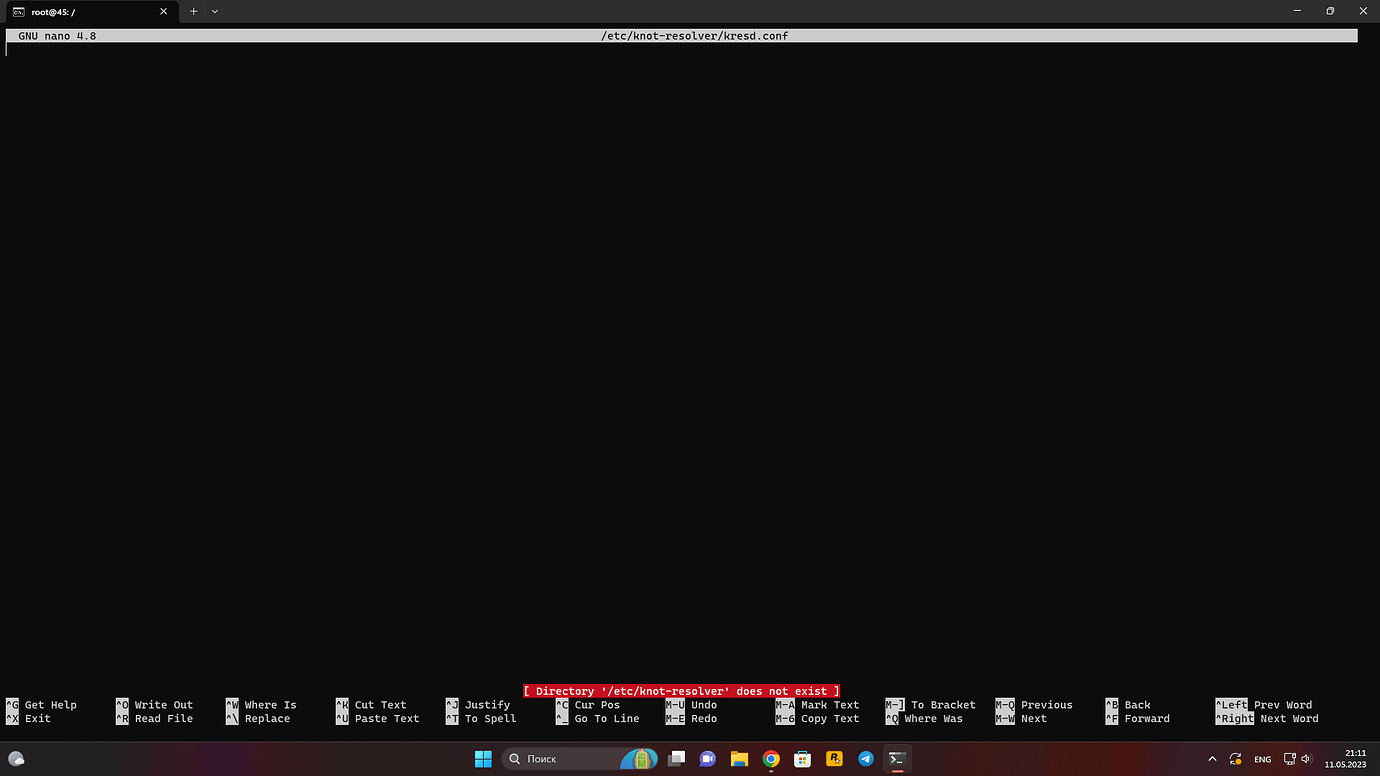 root@45: /
GNU nano 4.8 /etc/knot-resolver/kresd.conf
[ Directory '/etc/knot-resolver' does not exist ]
^G Get Help ^O Write Out ^W Where Is ^K Cut Text ^J Justify ^C Cur Pos M-U Undo M-A Mark Text M-] To Bracket M-Q Previous ^B Back ^Left Prev Word
^X Exit ^R Read File ^\ Replace ^U Paste Text ^T To Spell ^_ Go To Line M-E Redo M-6 Copy Text ^Q Where Was M-W Next ^F Forward ^Right Next Word
Поиск
ENG
21:11
11.05.2023